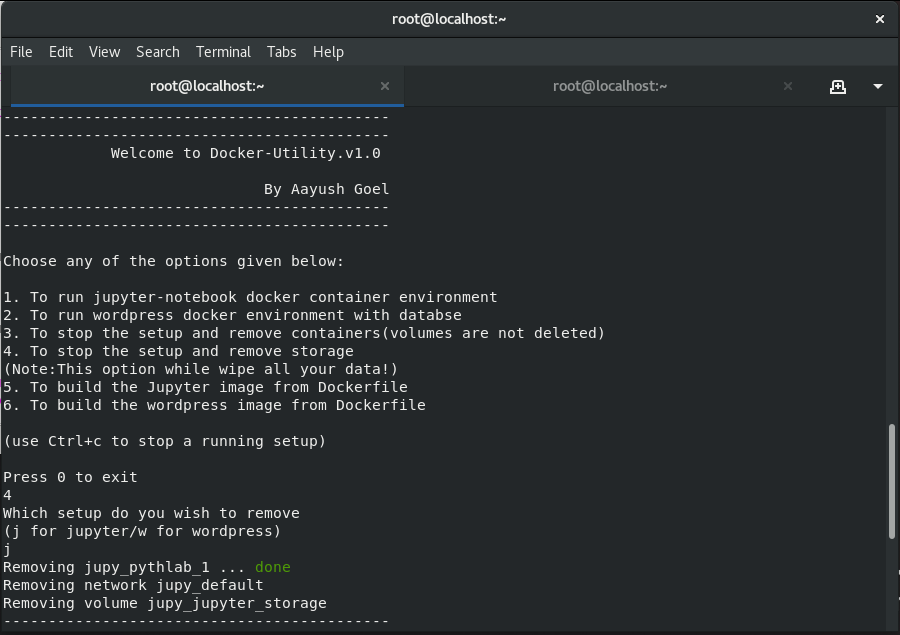 root@localhost:~
File Edit View Search Terminal Tabs Help
root@localhost:~ root@localhost:~
-------------------------------------------
-------------------------------------------
Welcome to Docker-Utility.v1.0
By Aayush Goel
-------------------------------------------
-------------------------------------------
Choose any of the options given below:
1. To run jupyter-notebook docker container environment
2. To run wordpress docker environment with databse
3. To stop the setup and remove containers(volumes are not deleted)
4. To stop the setup and remove storage
(Note:This option while wipe all your data!)
5. To build the Jupyter image from Dockerfile
6. To build the wordpress image from Dockerfile
(use Ctrl+c to stop a running setup)
Press 0 to exit
4
Which setup do you wish to remove
(j for jupyter/w for wordpress)
j
Removing jupy_pythlab_1 ... done
Removing network jupy_default
Removing volume jupy_jupyter_storage
-------------------------------------------